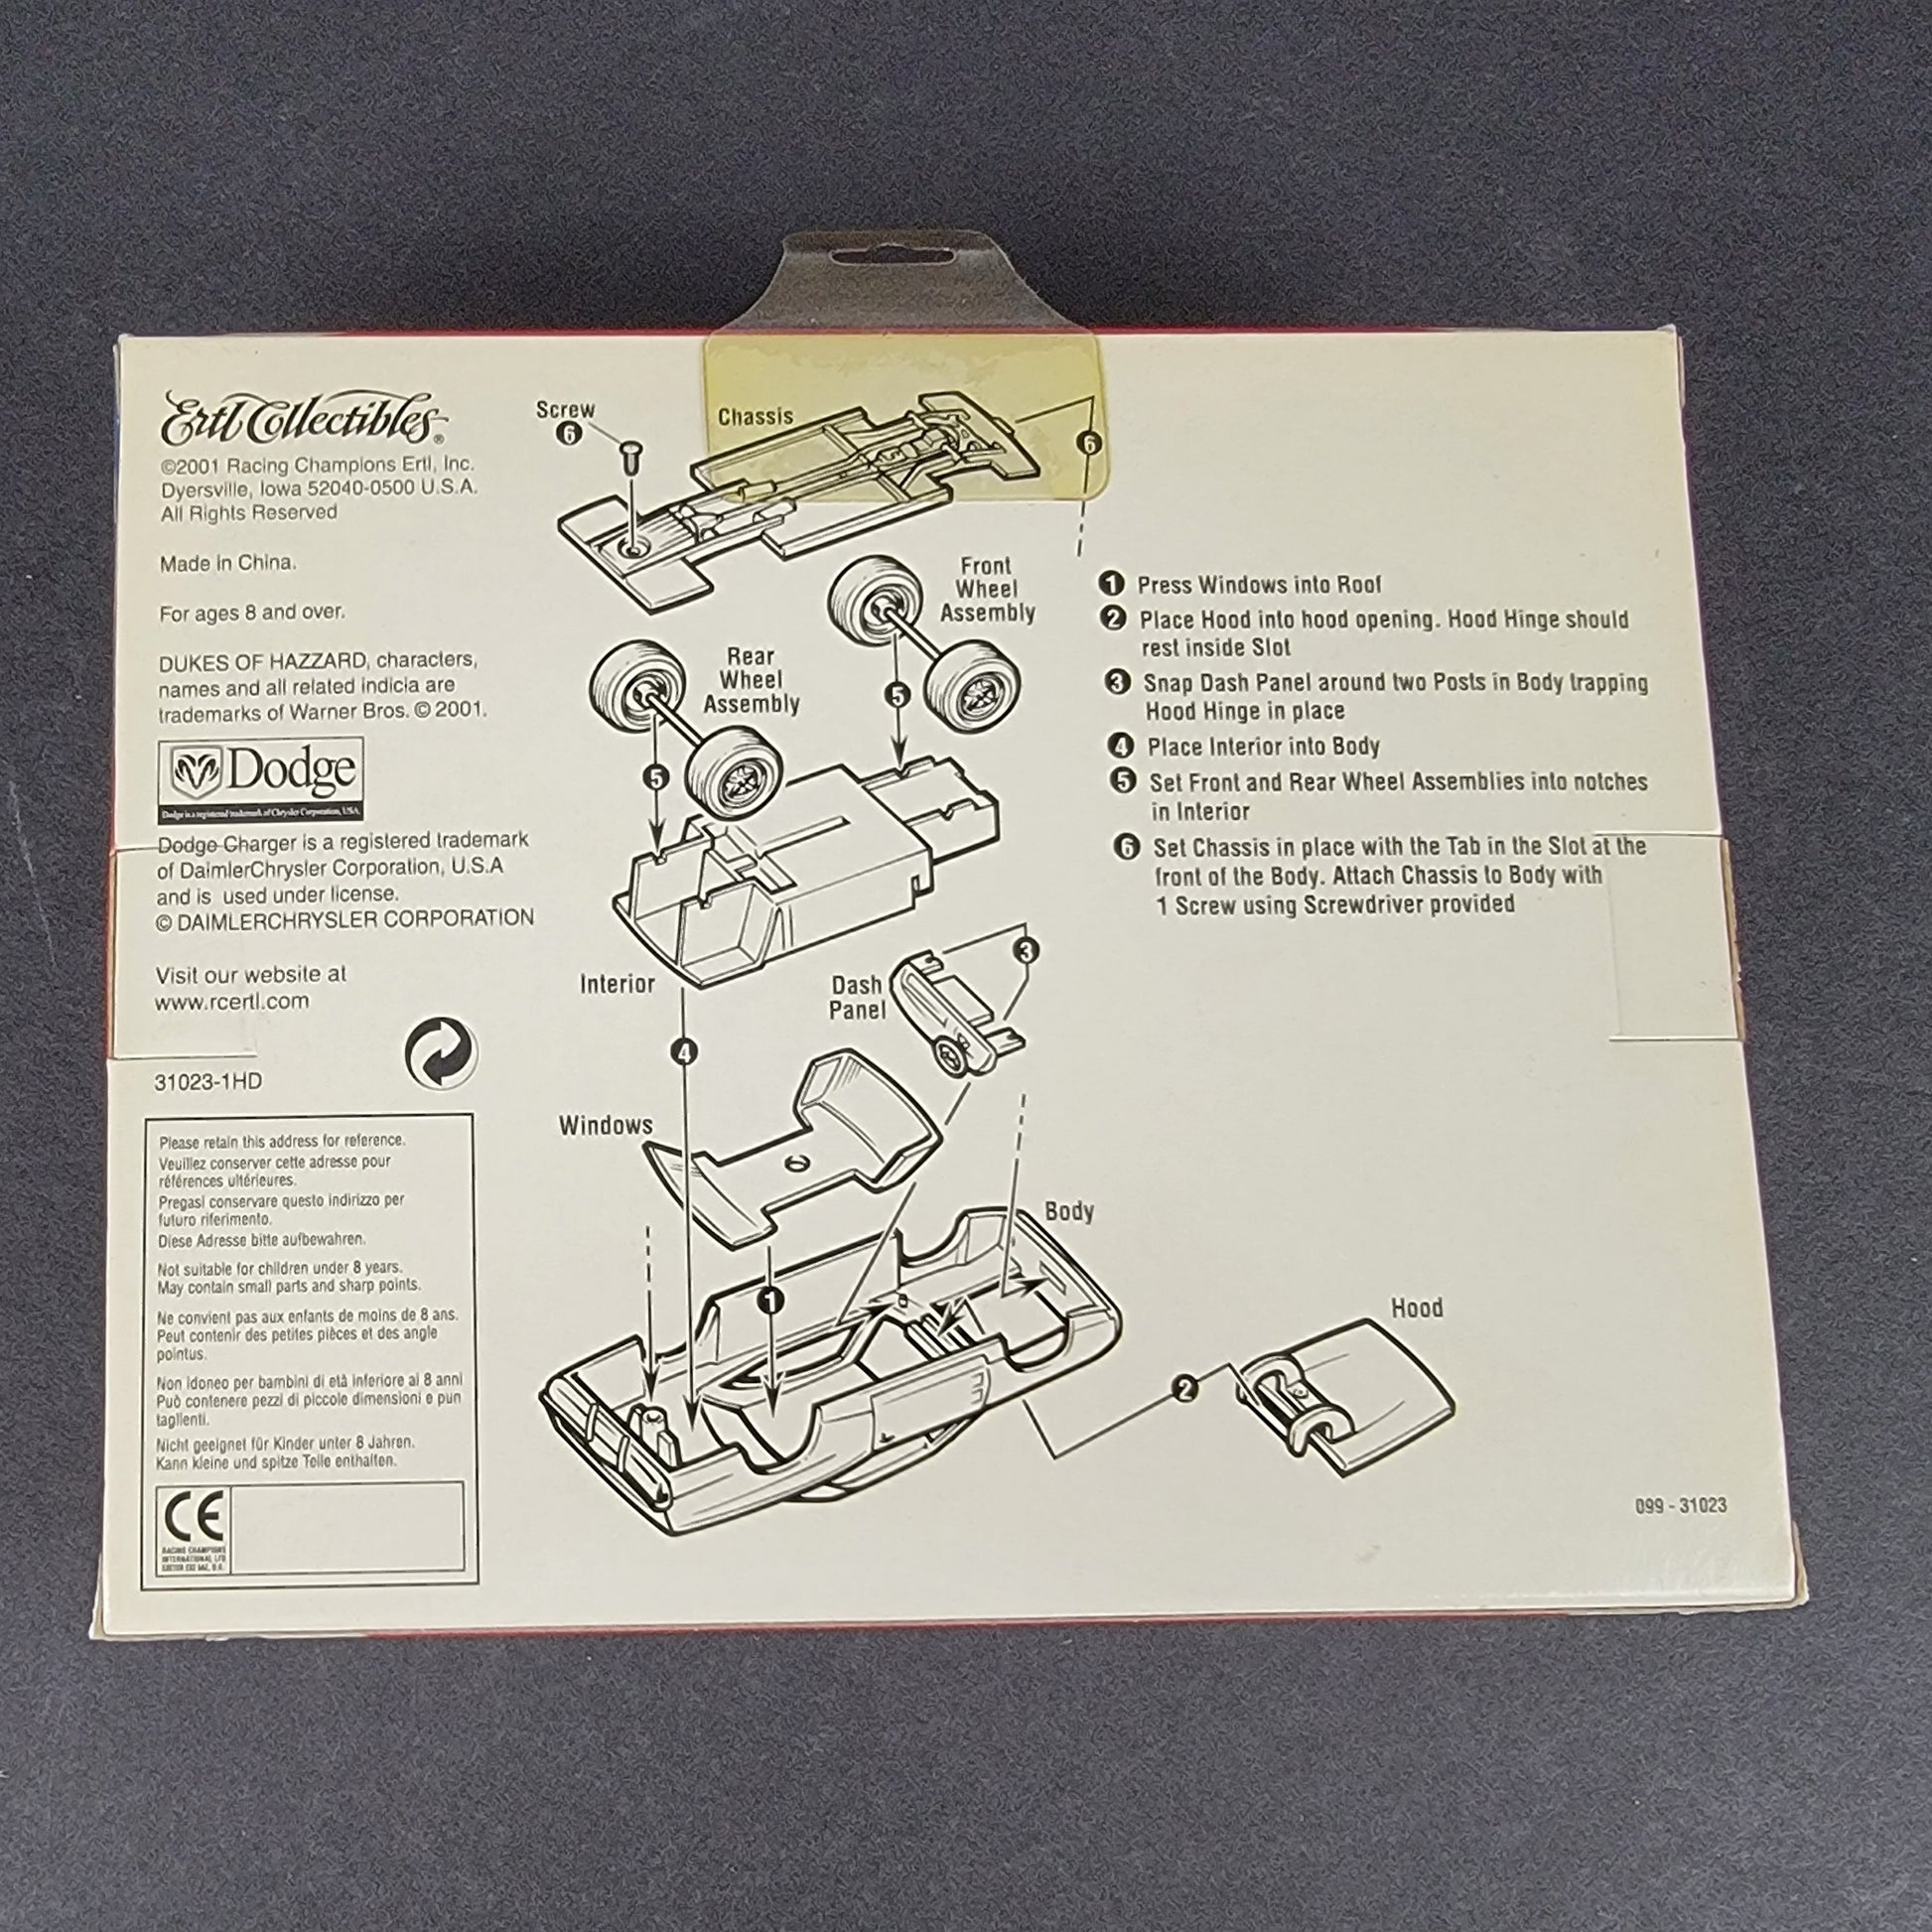 Ertl Collectibles®
©2001 Racing Champions Ertl, Inc.
Dyersville, Iowa 52040-0500 U.S.A.
All Rights Reserved
Made in China.
For ages 8 and over.
DUKES OF HAZZARD, characters,
names and all related indicia are
trademarks of Warner Bros. © 2001.
Dodge
Dodge is a registered trademark of Chrysler Corporation, USA.
Dodge Charger is a registered trademark
of DaimlerChrysler Corporation, U.S.A
and is used under license.
© DAIMLERCHRYSLER CORPORATION
Visit our website at
www.rcertl.com
31023-1HD
Please retain this address for reference.
Veuillez conserver cette adresse pour
références ultérieures.
Pregasi conservare questo indirizzo per
futuro riferimento.
Diese Adresse bitte aufbewahren.
Not suitable for children under 8 years.
May contain small parts and sharp points.
Ne convient pas aux enfants de moins de 8 ans.
Peut contenir des petites pièces et des angle
pointus.
Non idoneo per bambini di età inferiore ai 8 anni
Può contenere pezzi di piccole dimensioni e pun
taglienti.
Nicht geeignet für Kinder unter 8 Jahren.
Kann kleine und spitze Teile enthalten.
CE
RACING CHAMPIONS
INTERNATIONAL LTD
Screw
6
Chassis
6
Front
Wheel
Assembly
5
Rear
Wheel
Assembly
5
Interior
4
Dash
Panel
3
Windows
1
Body
Hood
2
1 Press Windows into Roof
2 Place Hood into hood opening. Hood Hinge should
rest inside Slot
3 Snap Dash Panel around two Posts in Body trapping
Hood Hinge in place
4 Place Interior into Body
5 Set Front and Rear Wheel Assemblies into notches
in Interior
6 Set Chassis in place with the Tab in the Slot at the
front of the Body. Attach Chassis to Body with
1 Screw using Screwdriver provided
099 - 31023